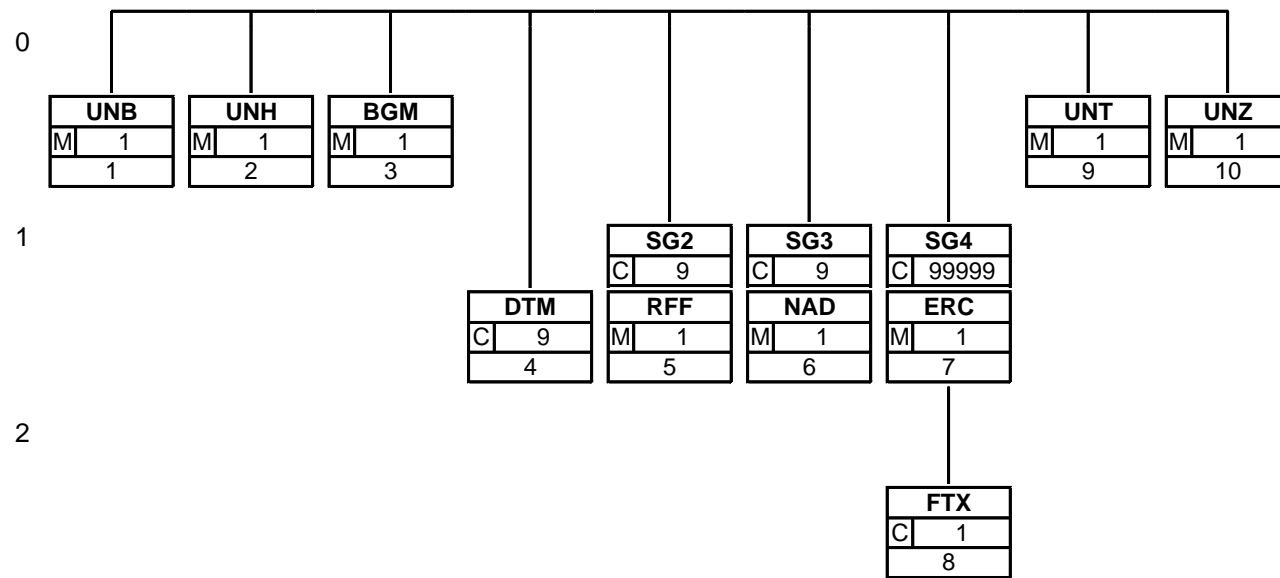 0
UNB UNH BGM UNT UNZ
M 1 M 1 M 1 M 1 M 1
1 2 3 9 10
1
SG2 SG3 SG4
C 9 C 9 C 99999
DTM RFF NAD ERC
C 9 M 1 M 1 M 1
4 5 6 7
2
FTX
C 1
8